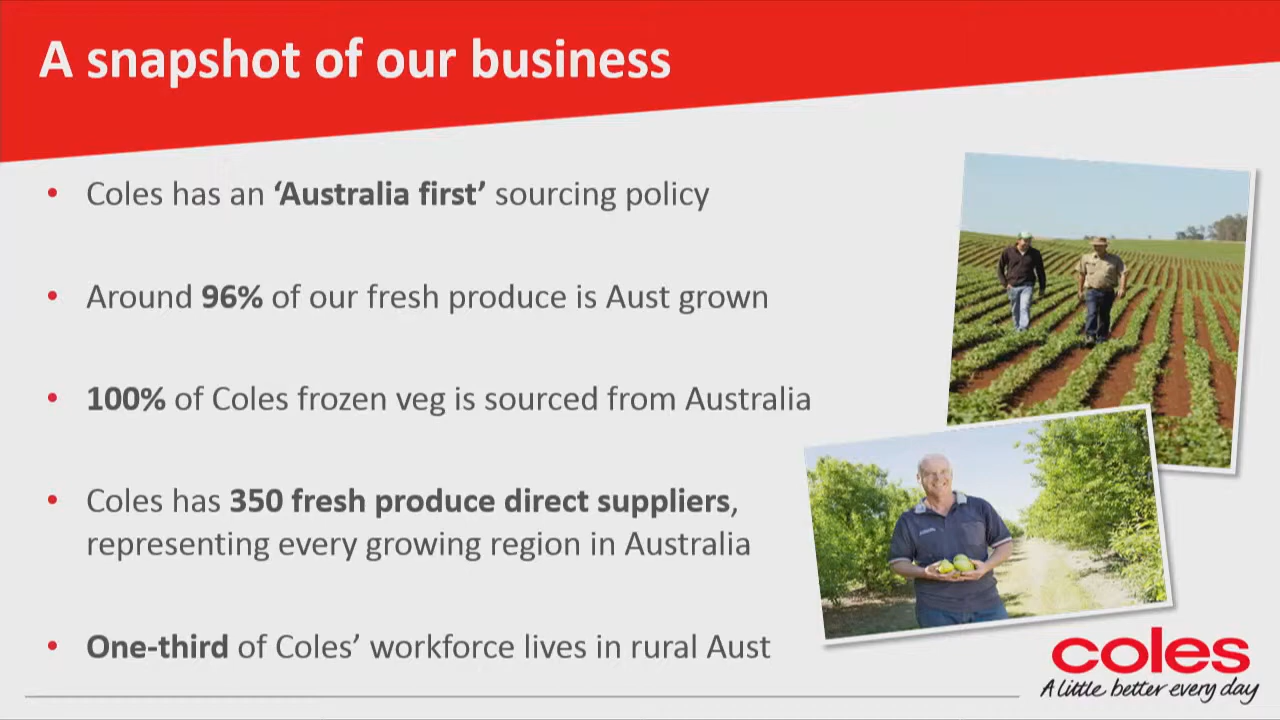 A snapshot of our business
• Coles has an ‘Australia first’ sourcing policy
• Around 96% of our fresh produce is Aust grown
• 100% of Coles frozen veg is sourced from Australia
• Coles has 350 fresh produce direct suppliers,
representing every growing region in Australia
• One-third of Coles’ workforce lives in rural Aust
coles
A little better every day